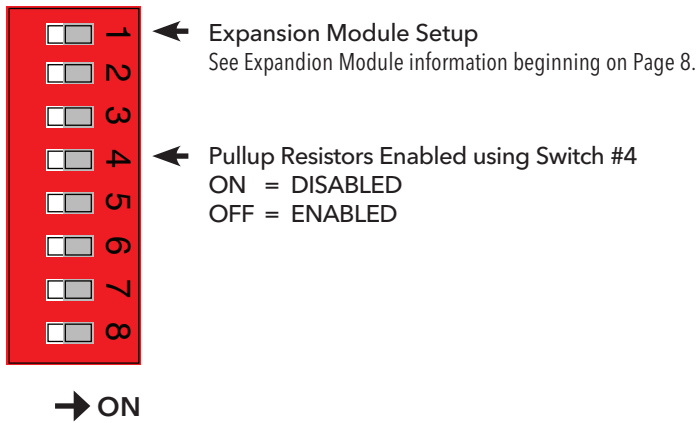 1
Expansion Module Setup
See Expandion Module information beginning on Page 8.
2
3
4
Pullup Resistors Enabled using Switch #4
ON = DISABLED
OFF = ENABLED
5
6
7
8
ON